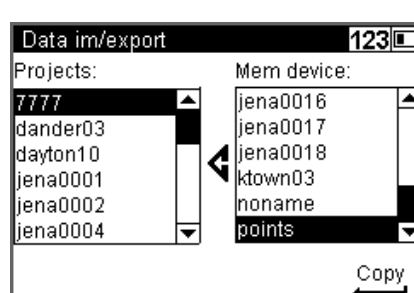 Data im/export 123
Projects: Mem device:
7777 jena0016
dander03 jena0017
dayton10 jena0018
jena0001 ktown03
jena0002 noname
jena0004 points
Copy